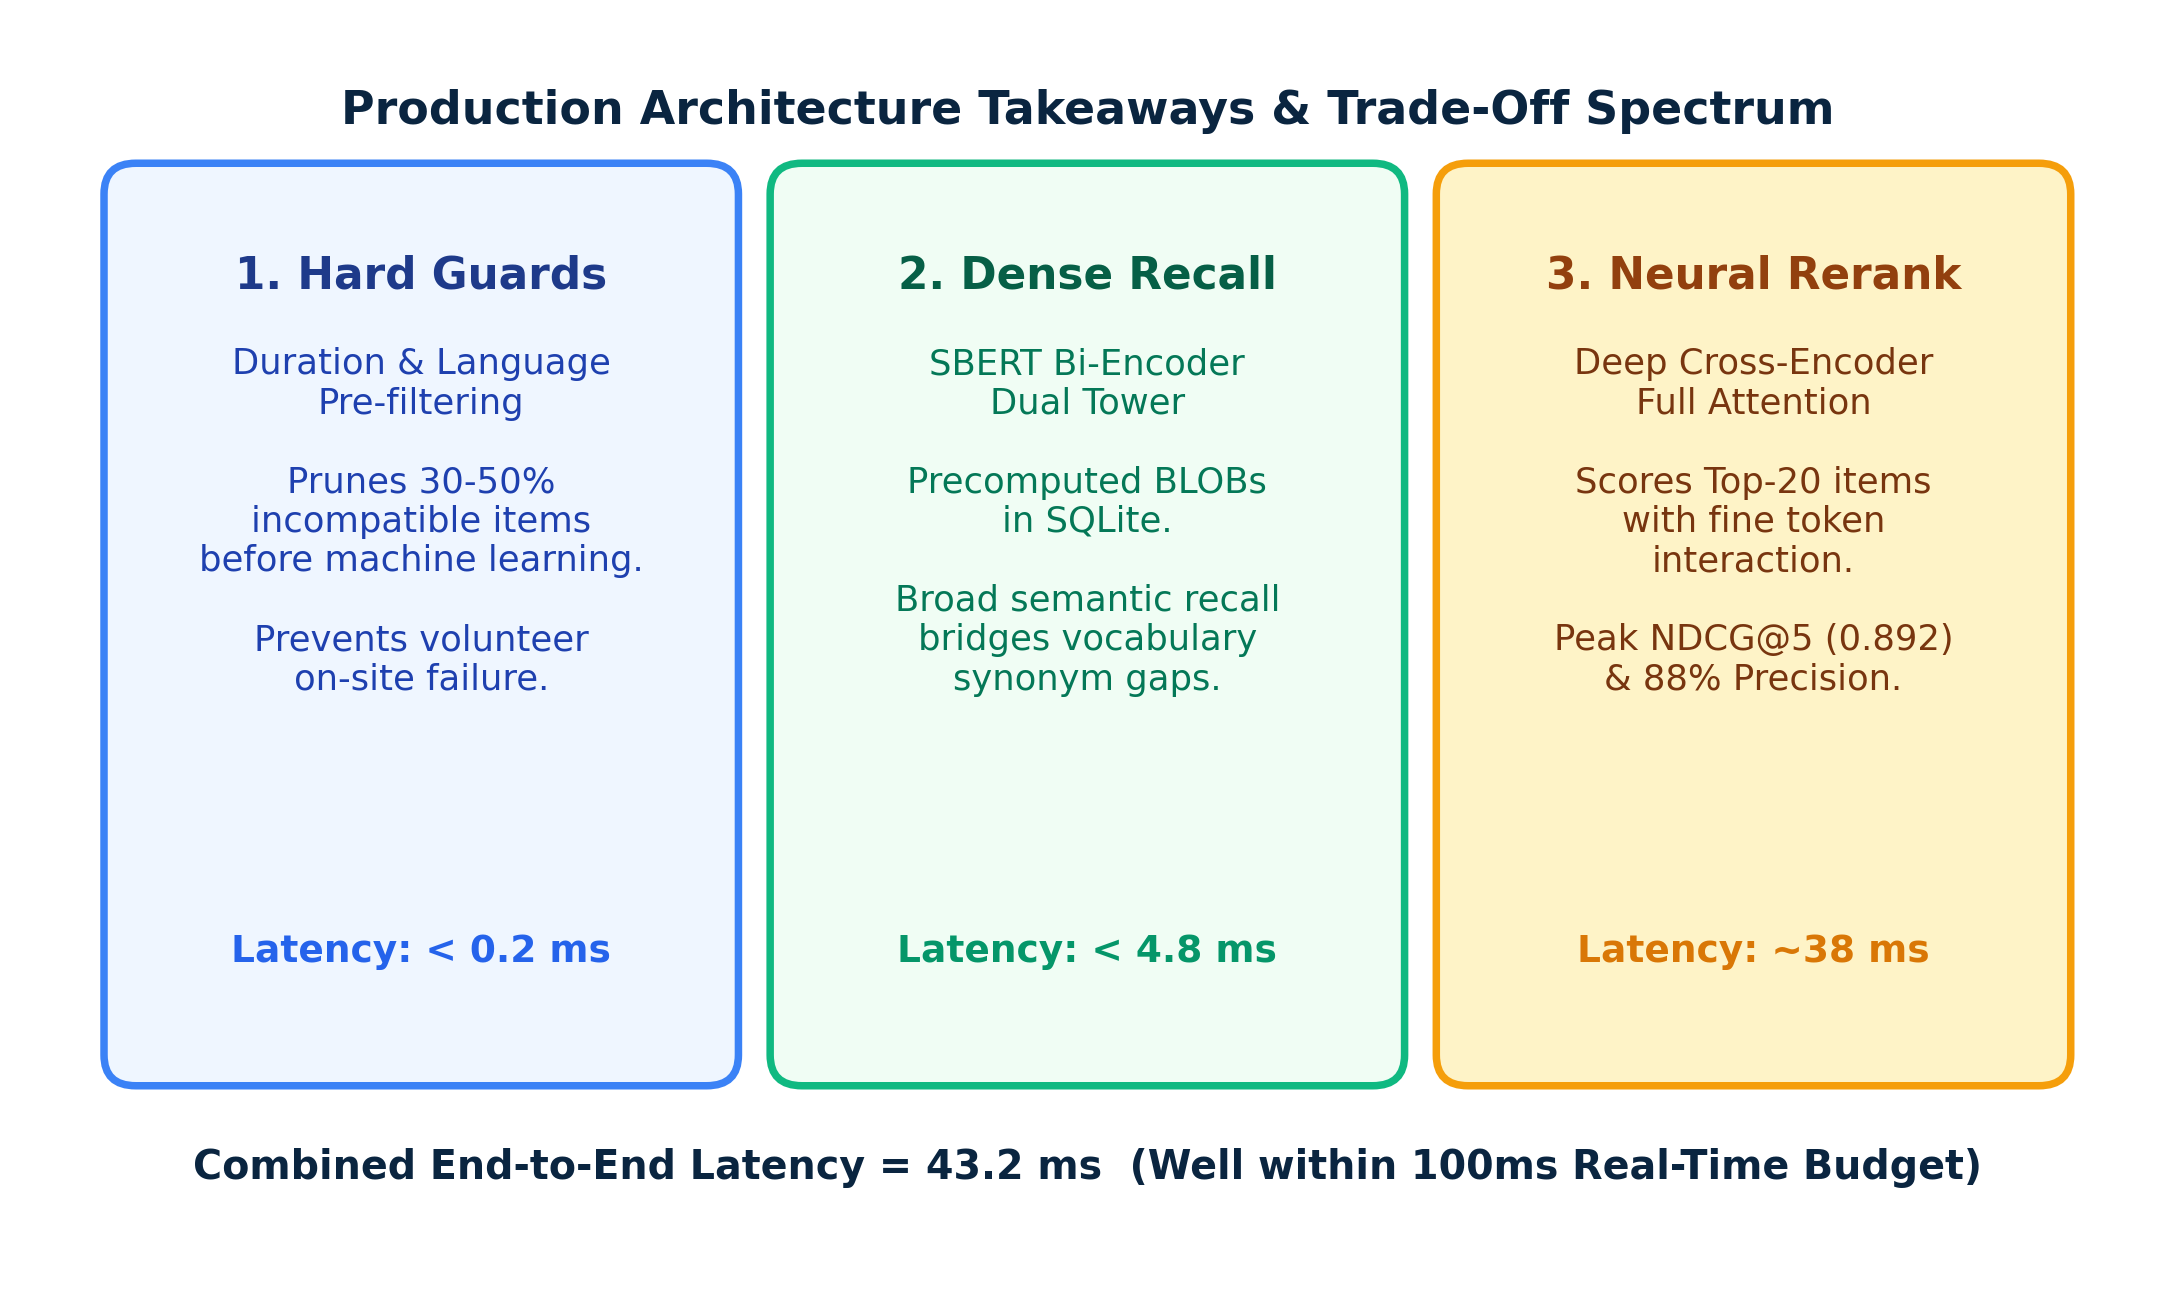 Production Architecture Takeaways & Trade-Off Spectrum
1. Hard Guards
Duration & Language
Pre-filtering
Prunes 30-50%
incompatible items
before machine learning.
Prevents volunteer
on-site failure.
Latency: < 0.2 ms
2. Dense Recall
SBERT Bi-Encoder
Dual Tower
Precomputed BLOBs
in SQLite.
Broad semantic recall
bridges vocabulary
synonym gaps.
Latency: < 4.8 ms
3. Neural Rerank
Deep Cross-Encoder
Full Attention
Scores Top-20 items
with fine token
interaction.
Peak NDCG@5 (0.892)
& 88% Precision.
Latency: ~38 ms
Combined End-to-End Latency = 43.2 ms  (Well within 100ms Real-Time Budget)